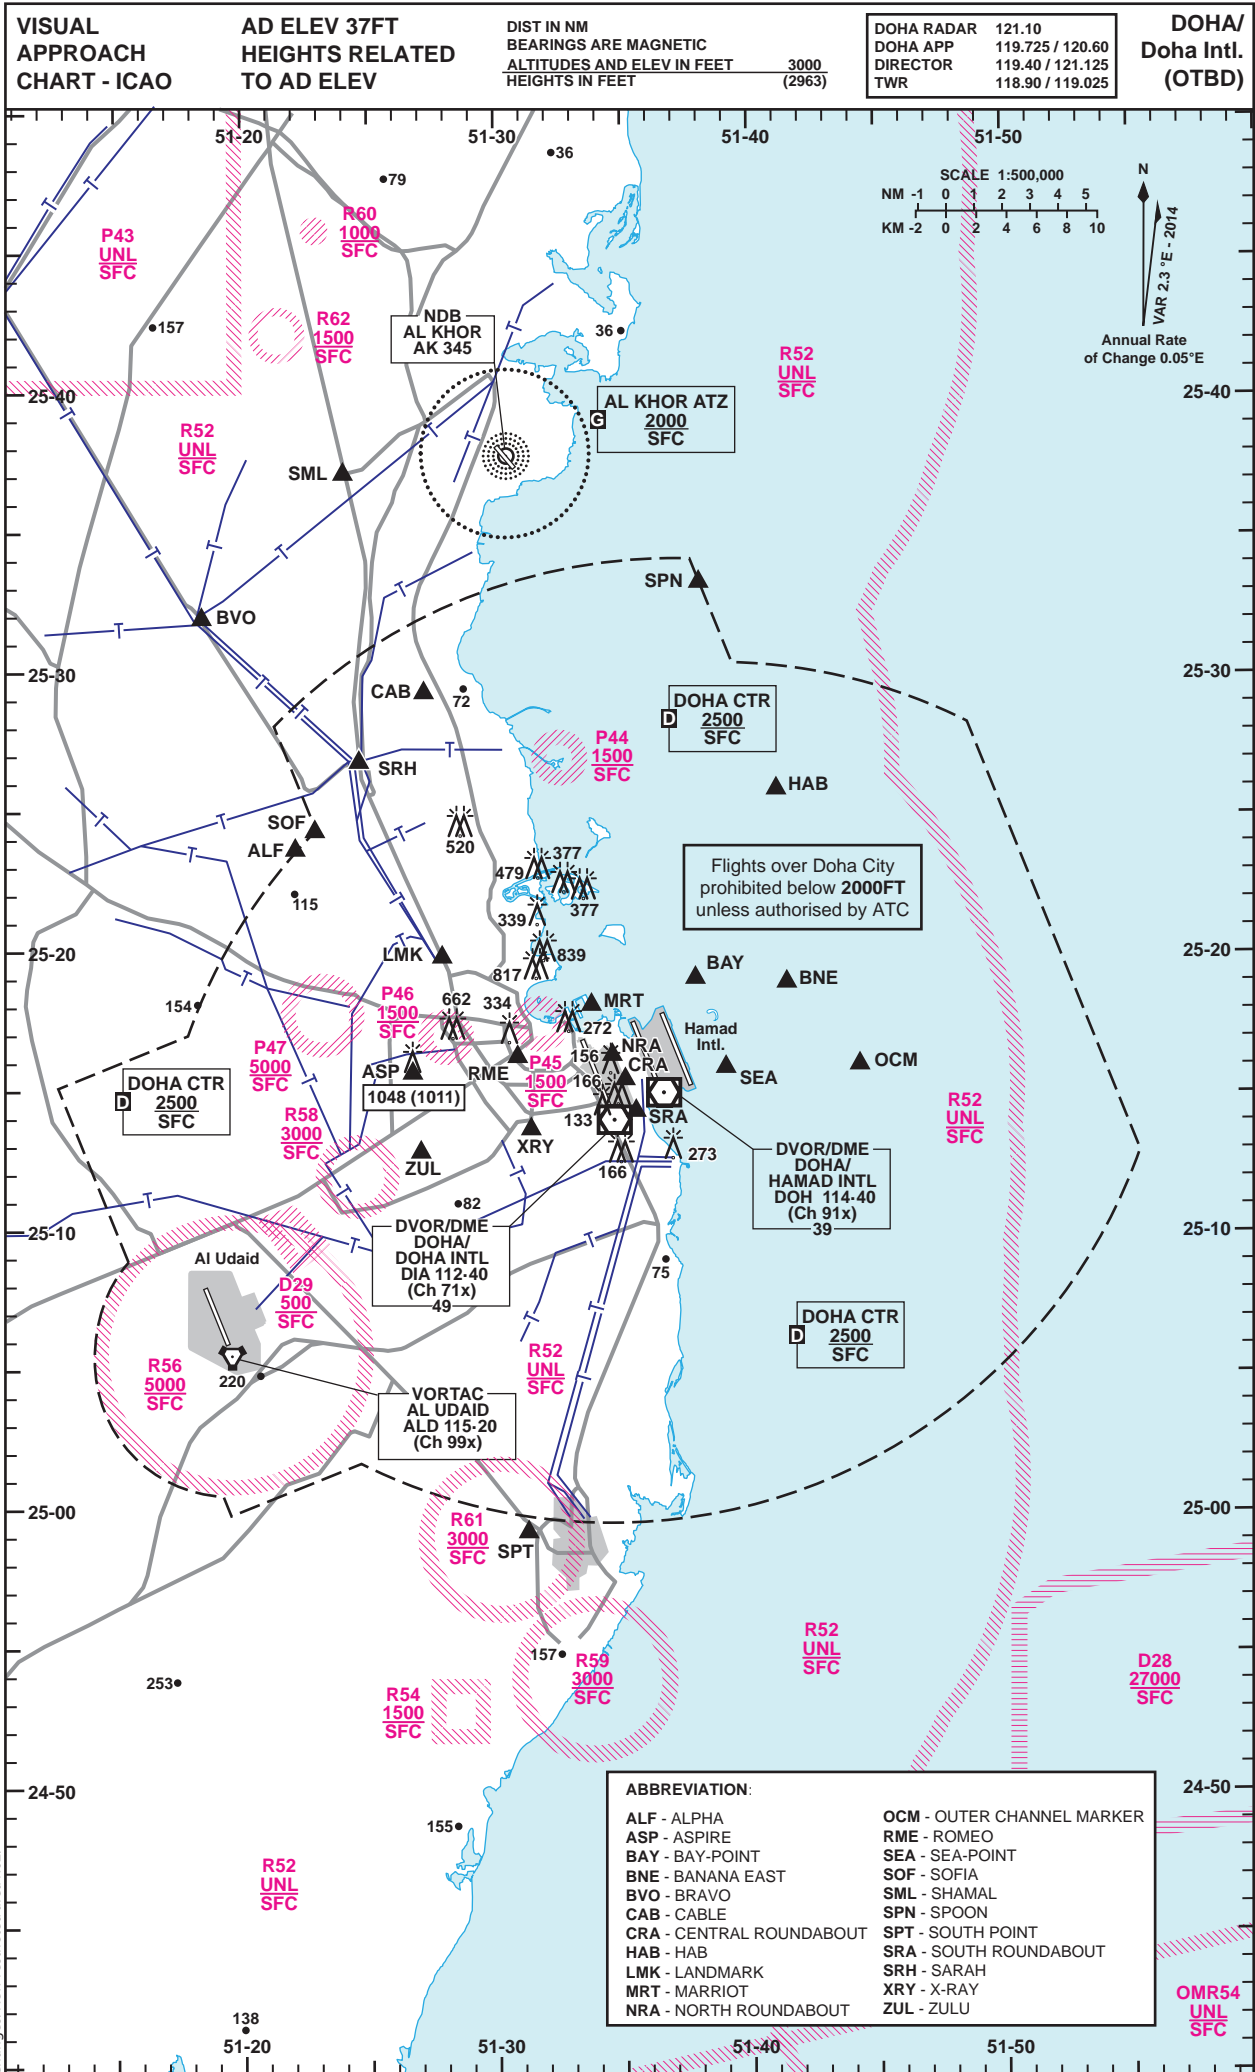 VISUAL
APPROACH
CHART - ICAO
AD ELEV 37FT
HEIGHTS RELATED
TO AD ELEV
DIST IN NM
BEARINGS ARE MAGNETIC
ALTITUDES AND ELEV IN FEET 3000
HEIGHTS IN FEET (2963)
DOHA RADAR 121.10
DOHA APP 119.725 / 120.60
DIRECTOR 119.40 / 121.125
TWR 118.90 / 119.025
DOHA/
Doha Intl.
(OTBD)
51-20
51-30
51-40
51-50
36
79
SCALE 1:500,000
NM -1 0 1 2 3 4 5
KM -2 0 2 4 6 8 10
N
VAR 2.3 °E - 2014
Annual Rate
of Change 0.05°E
R60
1000
SFC
P43
UNL
SFC
157
R62
1500
SFC
NDB
AL KHOR
AK 345
36
R52
UNL
SFC
25-40
25-40
AL KHOR ATZ
2000
SFC
G
R52
UNL
SFC
SML
SPN
BVO
25-30
25-30
CAB
72
DOHA CTR
2500
SFC
D
P44
1500
SFC
SRH
HAB
SOF
ALF
520
479
377
377
115
339
Flights over Doha City
prohibited below 2000FT
unless authorised by ATC
25-20
25-20
LMK
839
817
BAY
BNE
154
P46
1500
SFC
662
334
MRT
272
Hamad
Intl.
P47
5000
SFC
ASP
1048 (1011)
RME
P45
1500
SFC
156
NRA
CRA
166
SEA
OCM
DOHA CTR
2500
SFC
D
R58
3000
SFC
133
SRA
XRY
ZUL
166
273
R52
UNL
SFC
DVOR/DME
DOHA/
HAMAD INTL
DOH 114·40
(Ch 91x)
39
82
25-10
25-10
DVOR/DME
DOHA/
DOHA INTL
DIA 112·40
(Ch 71x)
49
75
Al Udaid
D29
500
SFC
DOHA CTR
2500
SFC
D
R56
5000
SFC
220
R52
UNL
SFC
VORTAC
AL UDAID
ALD 115·20
(Ch 99x)
25-00
25-00
R61
3000
SFC
SPT
157
R59
3000
SFC
R52
UNL
SFC
D28
27000
SFC
253
R54
1500
SFC
24-50
24-50
155
R52
UNL
SFC
ABBREVIATION:
ALF - ALPHA
ASP - ASPIRE
BAY - BAY-POINT
BNE - BANANA EAST
BVO - BRAVO
CAB - CABLE
CRA - CENTRAL ROUNDABOUT
HAB - HAB
LMK - LANDMARK
MRT - MARRIOT
NRA - NORTH ROUNDABOUT
OCM - OUTER CHANNEL MARKER
RME - ROMEO
SEA - SEA-POINT
SOF - SOFIA
SML - SHAMAL
SPN - SPOON
SPT - SOUTH POINT
SRA - SOUTH ROUNDABOUT
SRH - SARAH
XRY - X-RAY
ZUL - ZULU
OMR54
UNL
SFC
138
51-20
51-30
51-40
51-50